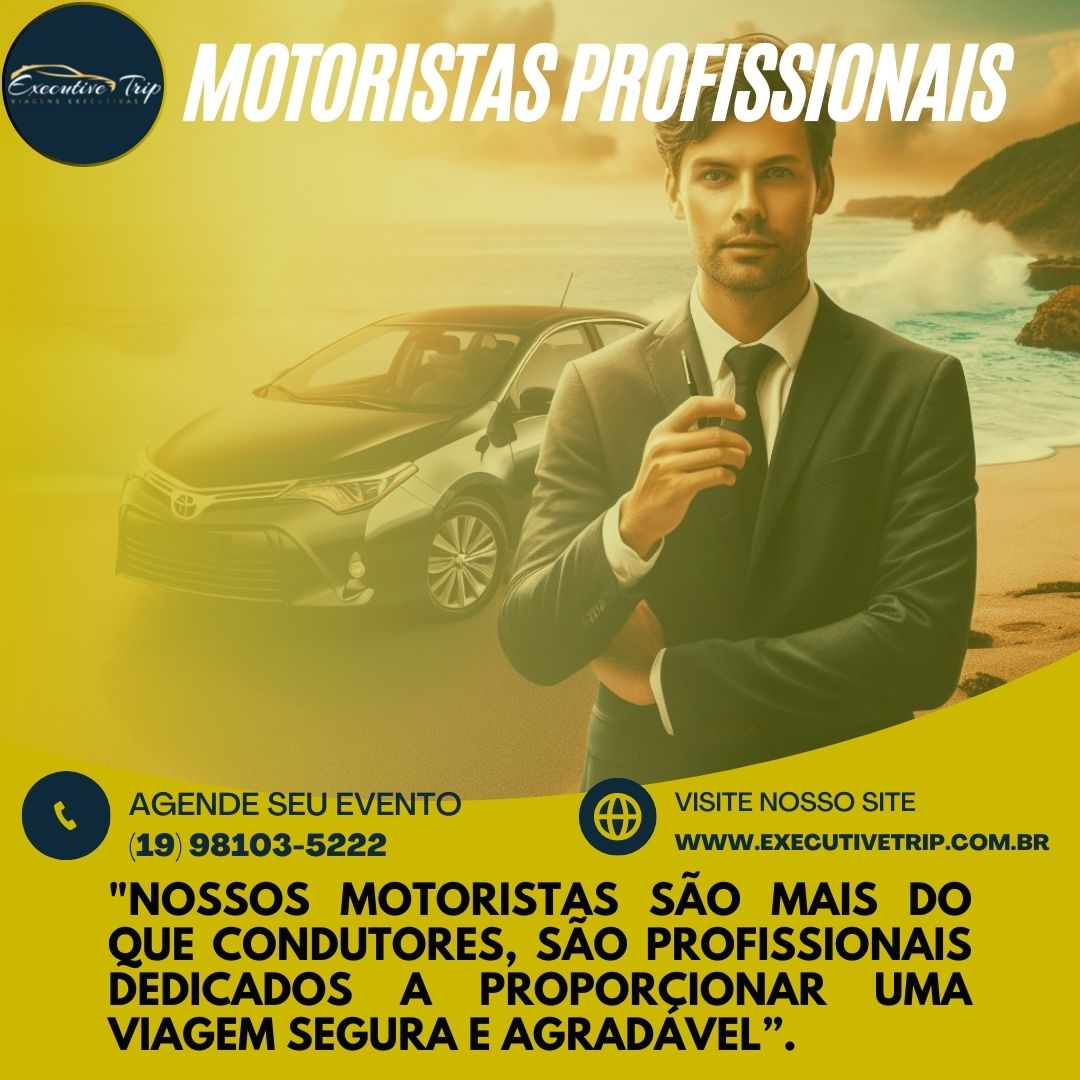 Executive Trip
VIAGENS EXECUTIVAS
MOTORISTAS PROFISSIONAIS
AGENDE SEU EVENTO
(19) 98103-5222
VISITE NOSSO SITE
WWW.EXECUTIVETRIP.COM.BR
"NOSSOS MOTORISTAS SÃO MAIS DO
QUE CONDUTORES, SÃO PROFISSIONAIS
DEDICADOS A PROPORCIONAR UMA
VIAGEM SEGURA E AGRADÁVEL”.